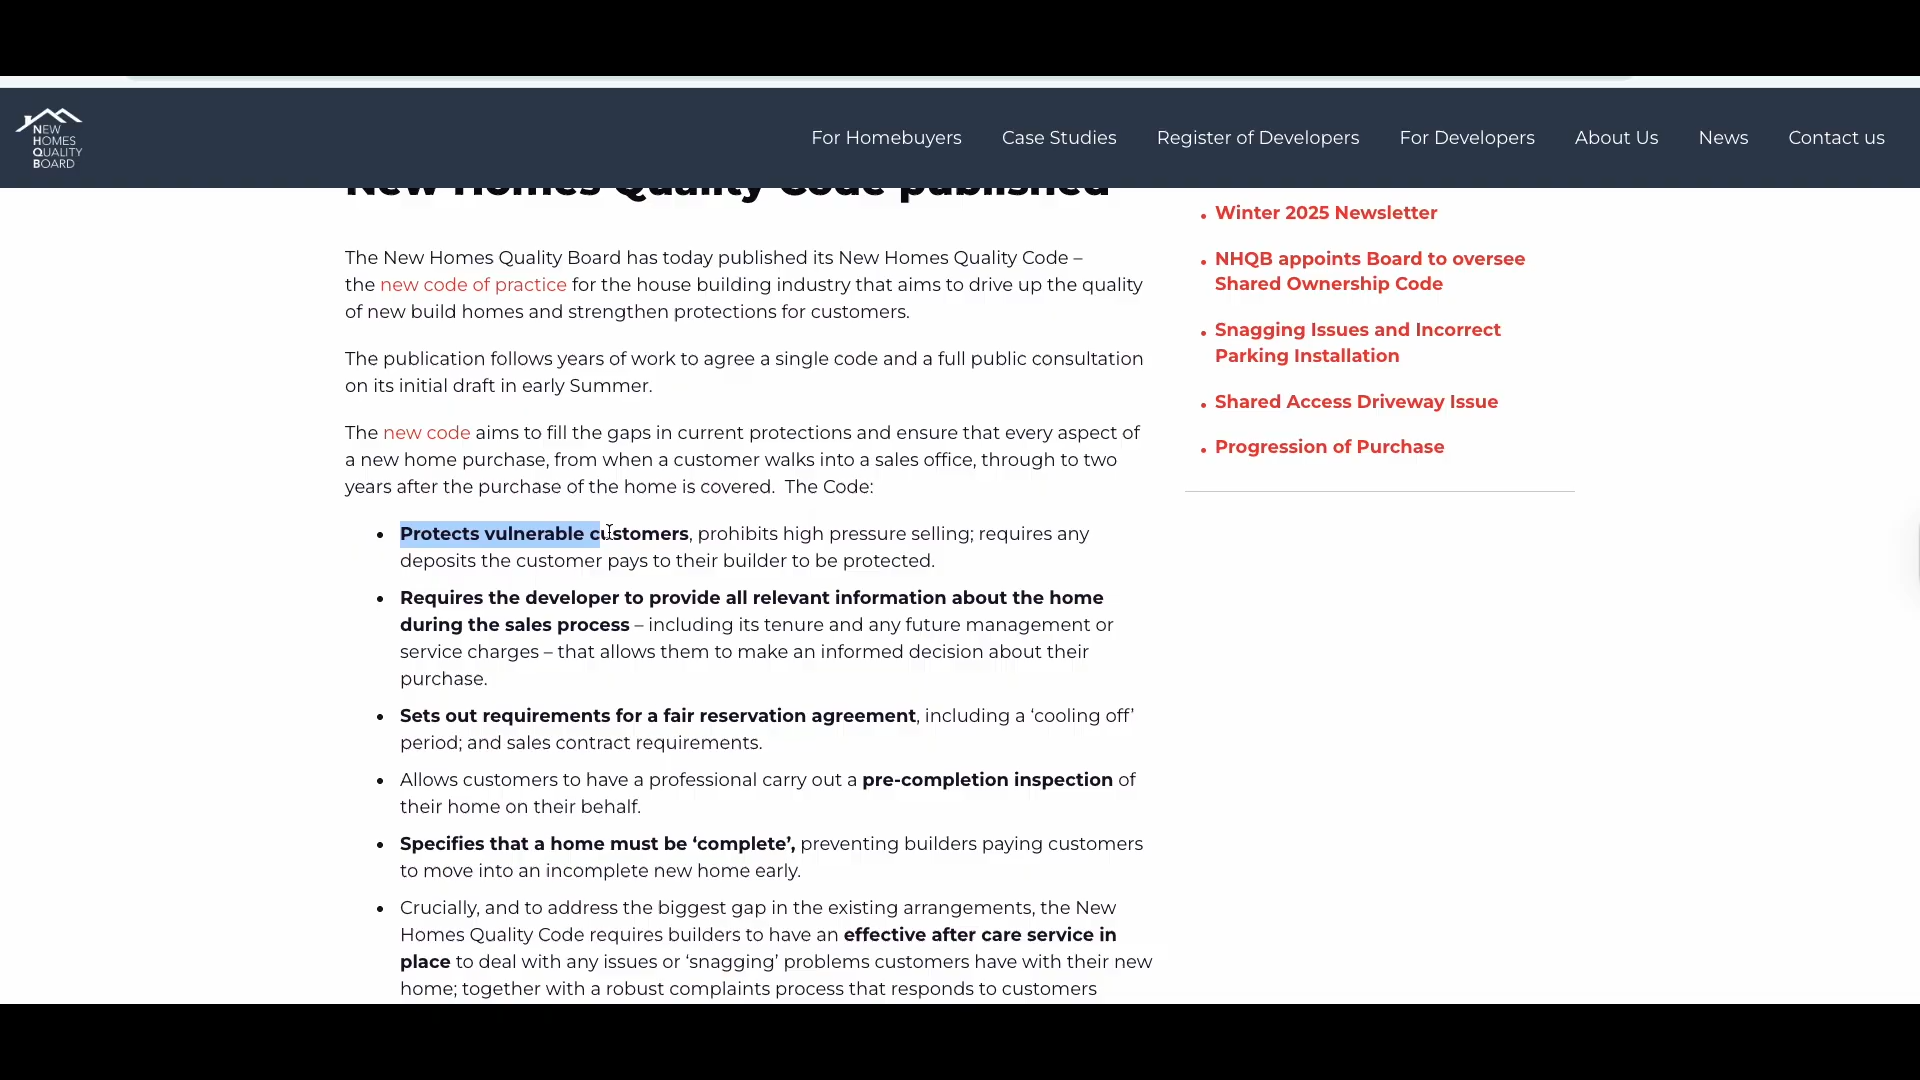 NEW
HOMES
QUALITY
BOARD
For Homebuyers
Case Studies
Register of Developers
For Developers
About Us
News
Contact us
New Homes Quality Code published
The New Homes Quality Board has today published its New Homes Quality Code –
the new code of practice for the house building industry that aims to drive up the quality
of new build homes and strengthen protections for customers.
The publication follows years of work to agree a single code and a full public consultation
on its initial draft in early Summer.
The new code aims to fill the gaps in current protections and ensure that every aspect of
a new home purchase, from when a customer walks into a sales office, through to two
years after the purchase of the home is covered.  The Code:
• Protects vulnerable customers, prohibits high pressure selling; requires any
deposits the customer pays to their builder to be protected.
• Requires the developer to provide all relevant information about the home
during the sales process – including its tenure and any future management or
service charges – that allows them to make an informed decision about their
purchase.
• Sets out requirements for a fair reservation agreement, including a ‘cooling off’
period; and sales contract requirements.
• Allows customers to have a professional carry out a pre-completion inspection of
their home on their behalf.
• Specifies that a home must be ‘complete’, preventing builders paying customers
to move into an incomplete new home early.
• Crucially, and to address the biggest gap in the existing arrangements, the New
Homes Quality Code requires builders to have an effective after care service in
place to deal with any issues or ‘snagging’ problems customers have with their new
home; together with a robust complaints process that responds to customers
• Winter 2025 Newsletter
• NHQB appoints Board to oversee
Shared Ownership Code
• Snagging Issues and Incorrect
Parking Installation
• Shared Access Driveway Issue
• Progression of Purchase